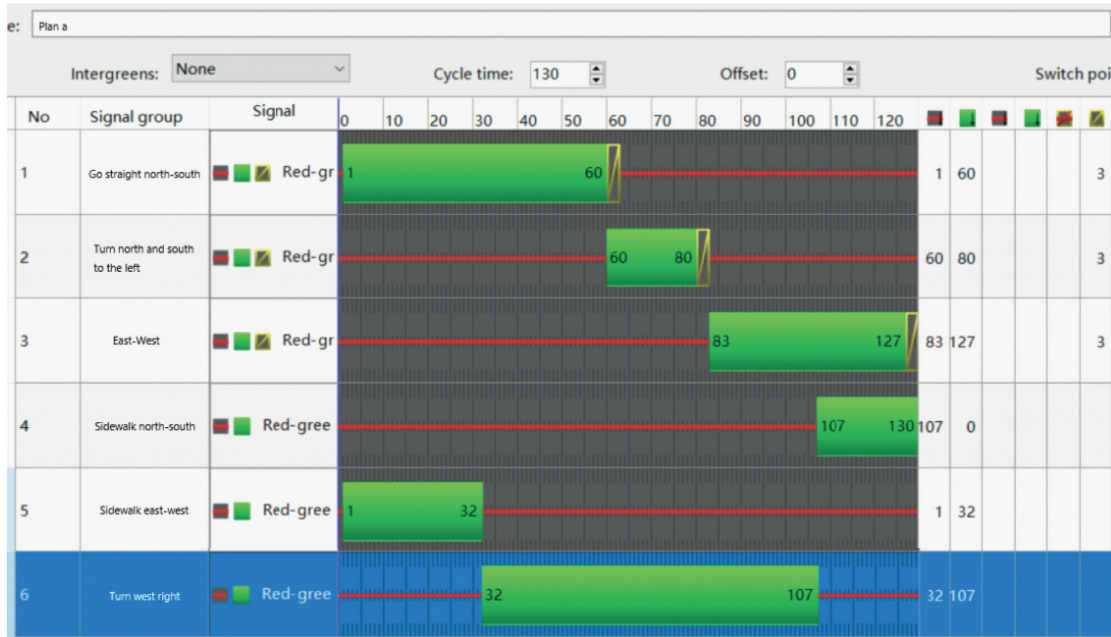 e: Plan a
Intergreens: None Cycle time: 130 Offset: 0 Switch poi
No Signal group Signal 0 10 20 30 40 50 60 70 80 90 100 110 120
1 Go straight north-south Red-gr 1 60 1 60 3
2 Turn north and south
to the left Red-gr 60 80 60 80 3
3 East-West Red-gr 83 127 83 127 3
4 Sidewalk north-south Red-gree 107 130 107 0
5 Sidewalk east-west Red-gree 1 32 1 32
6 Turn west right Red-gree 32 107 32 107